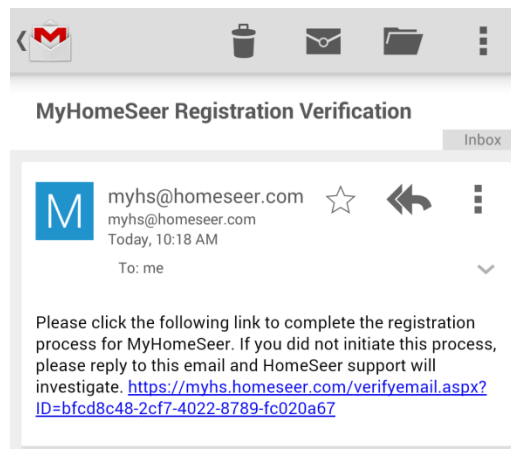 MyHomeSeer Registration Verification
Inbox
M
myhs@homeseer.com
myhs@homeseer.com
Today, 10:18 AM
To: me
Please click the following link to complete the registration
process for MyHomeSeer. If you did not initiate this process,
please reply to this email and HomeSeer support will
investigate. https://myhs.homeseer.com/verifyemail.aspx?
ID=bfcd8c48-2cf7-4022-8789-fc020a67